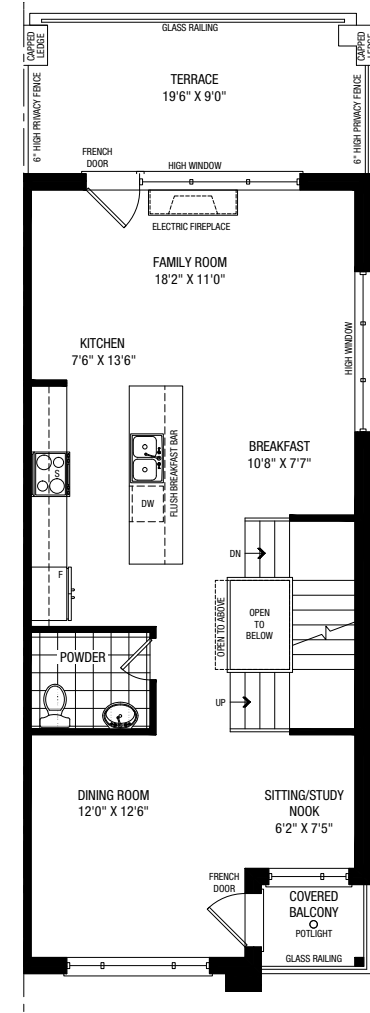 GLASS RAILING
CAPPED
LEDGE
CAPPED
LEDGE
TERRACE
19'6" X 9'0"
6" HIGH PRIVACY FENCE
6" HIGH PRIVACY FENCE
FRENCH
DOOR
HIGH WINDOW
ELECTRIC FIREPLACE
FAMILY ROOM
18'2" X 11'0"
HIGH WINDOW
KITCHEN
7'6" X 13'6"
FLUSH BREAKFAST BAR
BREAKFAST
10'8" X 7'7"
S
DW
DN
F
OPEN TO ABOVE
OPEN
TO
BELOW
POWDER
UP
DINING ROOM
12'0" X 12'6"
SITTING/STUDY
NOOK
6'2" X 7'5"
FRENCH
DOOR
COVERED
BALCONY
POTLIGHT
GLASS RAILING